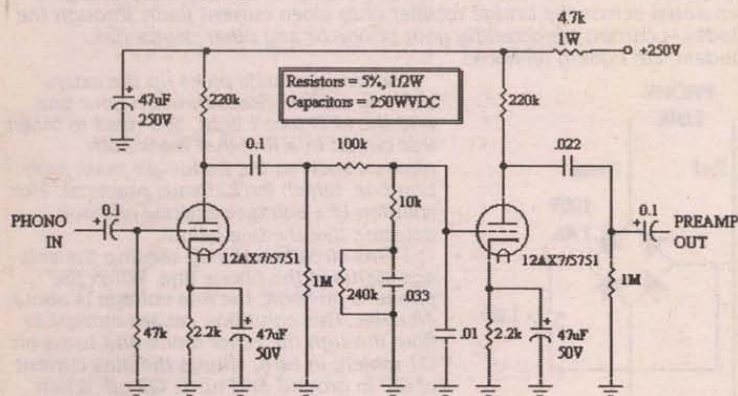 4.7k
1W
+250V
Resistors = 5%, 1/2W
Capacitors = 250WVDC
47uF
250V
220k
220k
0.1
100k
.022
10k
0.1
PHONO
IN
0.1
PREAMP
OUT
12AX7/5751
12AX7/5751
1M
240k
.033
1M
47k
2.2k
47uF
50V
.01
2.2k
47uF
50V